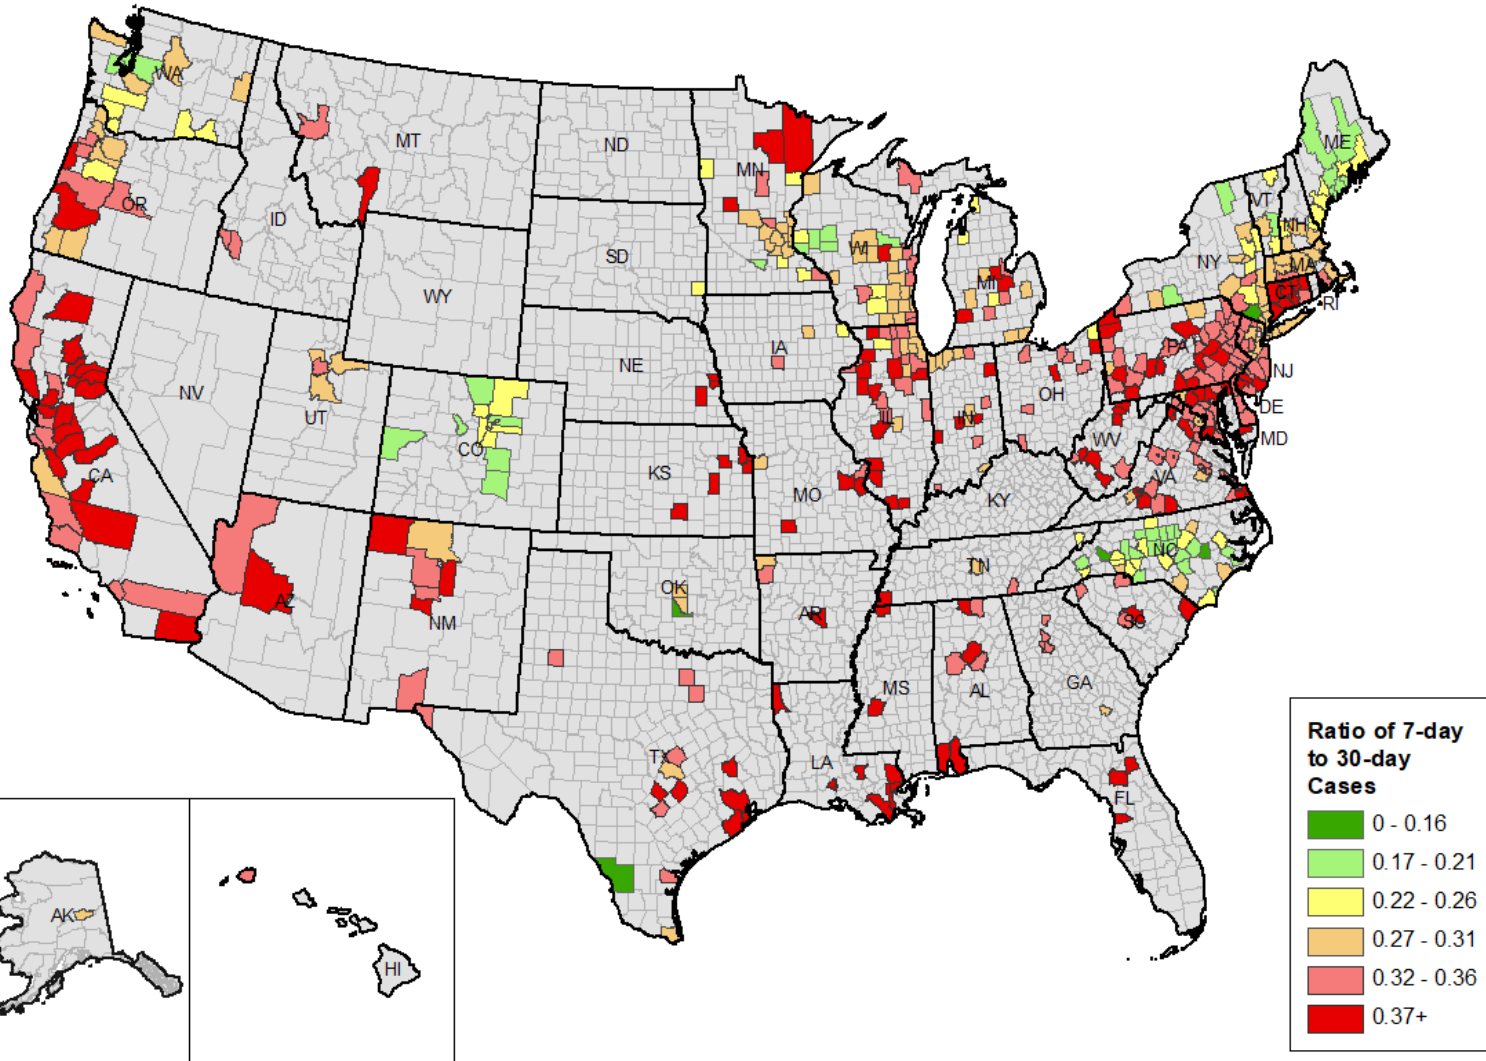 WA
MT
ND
MN
ME
VT
NH
OR
ID
SD
WI
NY
MA
MI
CT
RI
WY
IA
PA
NJ
NV
UT
NE
OH
DE
IL
IN
MD
CO
WV
CA
KS
MO
VA
KY
NC
TN
OK
AZ
AR
SC
NM
MS
AL
GA
TX
LA
FL
AK
HI
Ratio of 7-day
to 30-day
Cases
0 - 0.16
0.17 - 0.21
0.22 - 0.26
0.27 - 0.31
0.32 - 0.36
0.37+